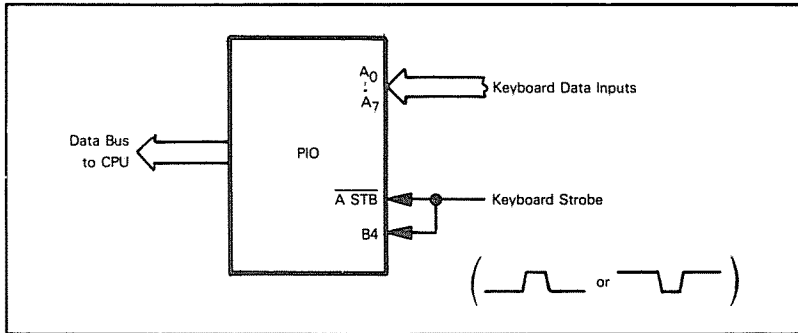 A0
:
A7
Keyboard Data Inputs
Data Bus
to CPU
PIO
A STB
Keyboard Strobe
B4
( or )